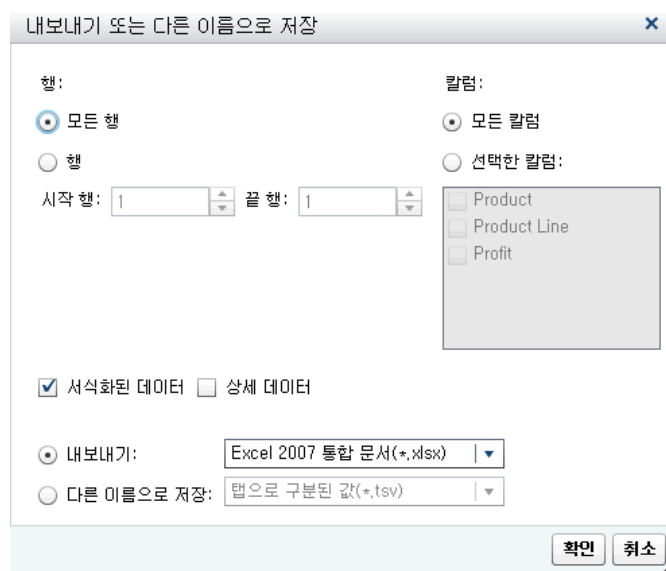 내보내기 또는 다른 이름으로 저장
행:
모든 행
행
시작 행: 1 끝 행: 1
칼럼:
모든 칼럼
선택한 칼럼:
Product
Product Line
Profit
서식화된 데이터 상세 데이터
내보내기: Excel 2007 통합 문서(*.xlsx)
다른 이름으로 저장: 탭으로 구분된 값(*.tsv)
확인 취소